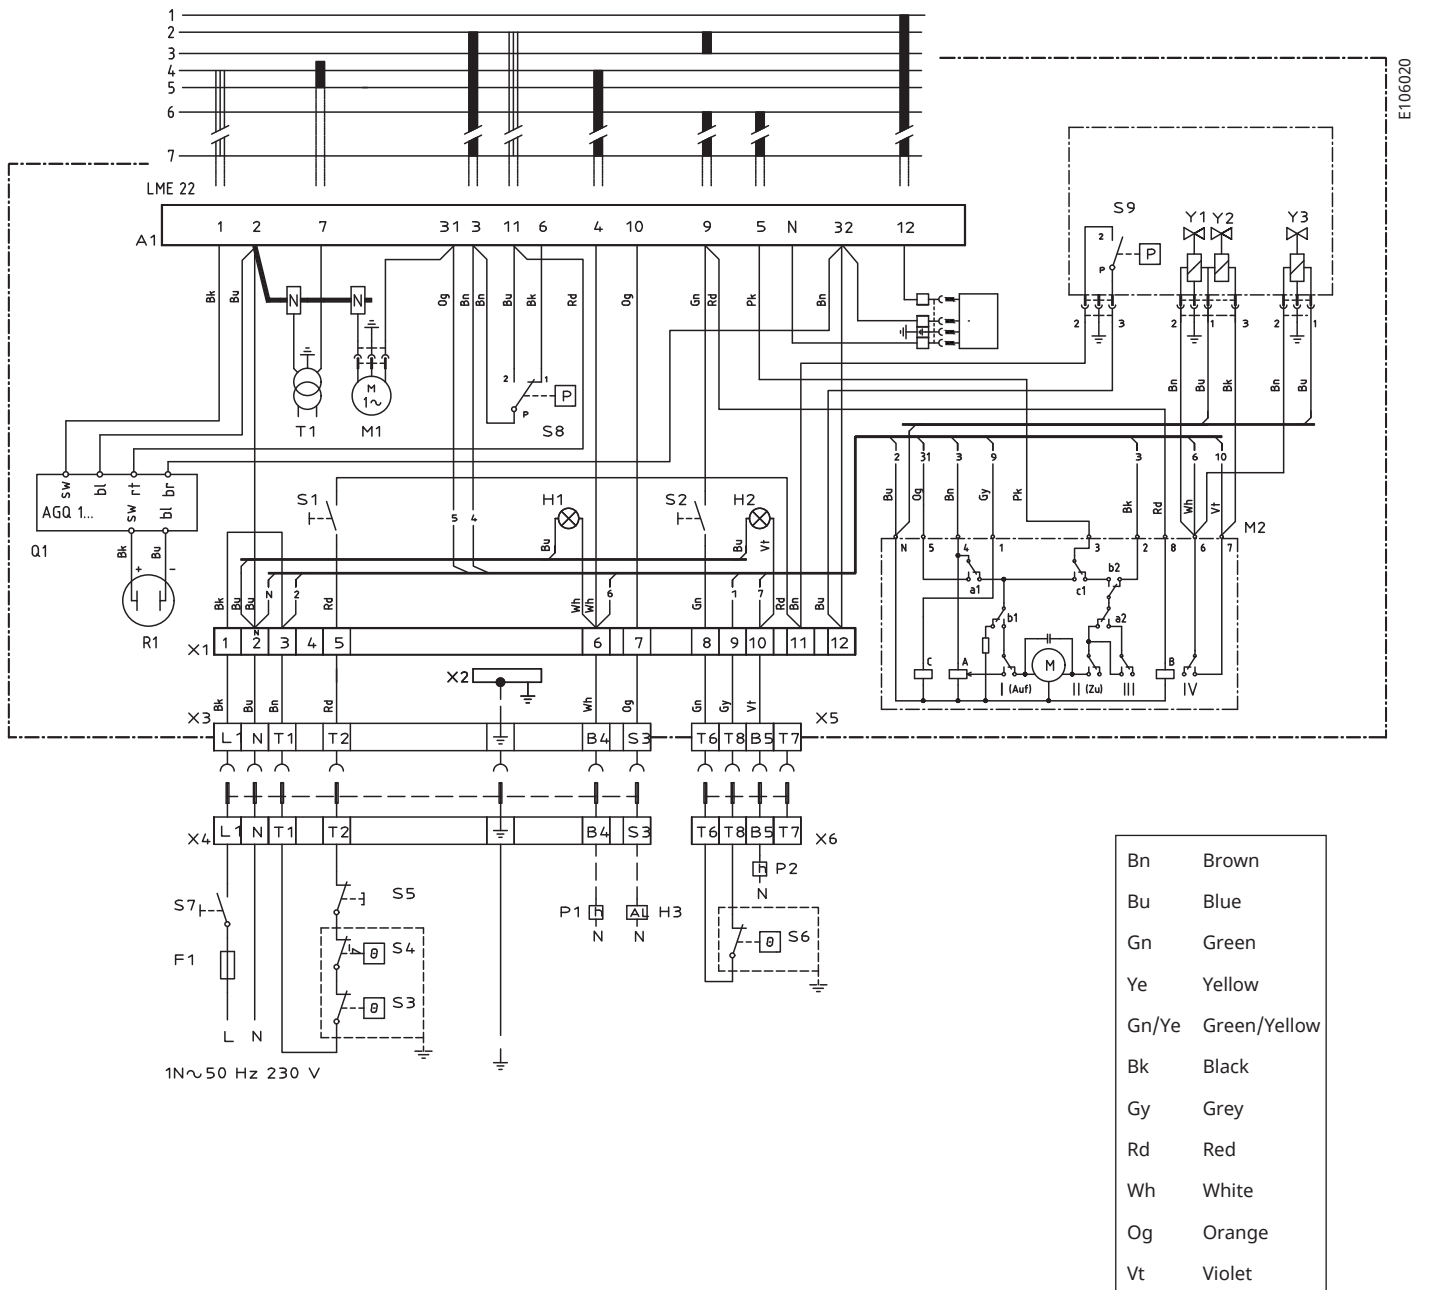 1
2
3
4
5
6
7
E106020
LME 22
A1
1 2 7 31 3 11 6 4 10 9 5 N 32 12
S9
Y1 Y2 Y3
2
P
P
Bk Bu Og Bn Bn Bu Bk Rd Og Gn Rd Pk Bn
N N
2 3 2 1 3 2 1
M
1~
T1 M1
2 1
P
P
S8
Bn Bu Bk Bn Bu
sw bl rt br
AGQ 1...
sw bl
Q1
Bk Bu
+ −
R1
S1 H1 S2 H2
5 4
Bu Bu Vt
2 31 3 9 3 6 10
Bu Og Bn Gy Pk Bk Rd Wh Vt
M2
N 5 4 1 3 2 8 6 7
a1 c1 b2
b1 a2
C A M B
I (Auf) II (Zu) III IV
Bk Bu Bu N 2 Rd Wh Wh 6 Gn 1 7 Rd Bn Bu
X1
N
1 2 3 4 5 6 7 8 9 10 11 12
X2
Bk Bu Bn Rd Wh Og Gn Gy Vt
X3
L1 N T1 T2 B4 S3 T6 T8 B5 T7
X5
X4
L1 N T1 T2 B4 S3 T6 T8 B5 T7
X6
S7 S5
h P2
N
P1 h AL H3
N N
θ S6
F1
θ S4
θ S3
L N
1N~50 Hz 230 V
Bn Brown
Bu Blue
Gn Green
Ye Yellow
Gn/Ye Green/Yellow
Bk Black
Gy Grey
Rd Red
Wh White
Og Orange
Vt Violet